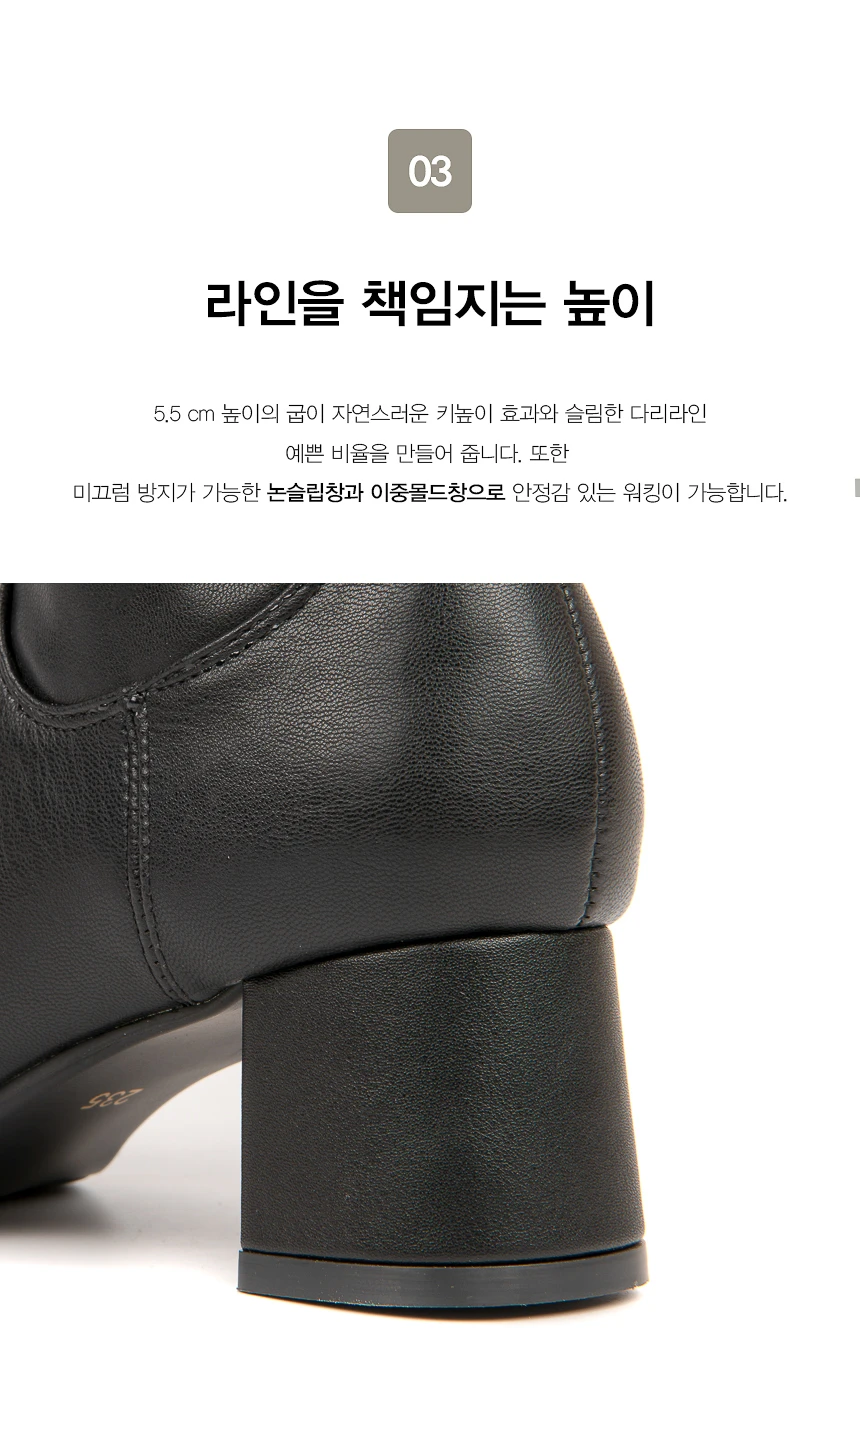 03
라인을 책임지는 높이
5.5 cm 높이의 굽이 자연스러운 키높이 효과와 슬림한 다리라인
예쁜 비율을 만들어 줍니다. 또한
미끄럼 방지가 가능한 논슬립창과 이중몰드창으로 안정감 있는 워킹이 가능합니다.
235